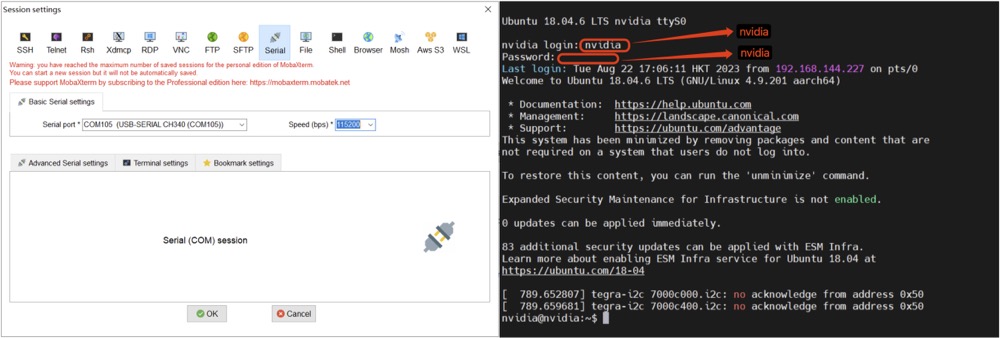 Session settings
SSH Telnet Rsh Xdmcp RDP VNC FTP SFTP Serial File Shell Browser Mosh Aws S3 WSL
Warning: you have reached the maximum number of saved sessions for the personal edition of MobaXterm.
You can start a new session but it will not be automatically saved.
Please support MobaXterm by subscribing to the Professional edition here: https://mobaxterm.mobatek.net
Basic Serial settings
Serial port * COM105 (USB-SERIAL CH340 (COM105)) Speed (bps) * 115200
Advanced Serial settings Terminal settings Bookmark settings
Serial (COM) session
OK Cancel
Ubuntu 18.04.6 LTS nvidia ttyS0
nvidia
nvidia login: nvidia
nvidia
Password:
Last login: Tue Aug 22 17:06:11 HKT 2023 from 192.168.144.227 on pts/0
Welcome to Ubuntu 18.04.6 LTS (GNU/Linux 4.9.201 aarch64)
* Documentation: https://help.ubuntu.com
* Management: https://landscape.canonical.com
* Support: https://ubuntu.com/advantage
This system has been minimized by removing packages and content that are
not required on a system that users do not log into.
To restore this content, you can run the 'unminimize' command.
Expanded Security Maintenance for Infrastructure is not enabled.
0 updates can be applied immediately.
83 additional security updates can be applied with ESM Infra.
Learn more about enabling ESM Infra service for Ubuntu 18.04 at
https://ubuntu.com/18-04
[ 789.652807] tegra-i2c 7000c000.i2c: no acknowledge from address 0x50
[ 789.659681] tegra-i2c 7000c400.i2c: no acknowledge from address 0x50
nvidia@nvidia:~$